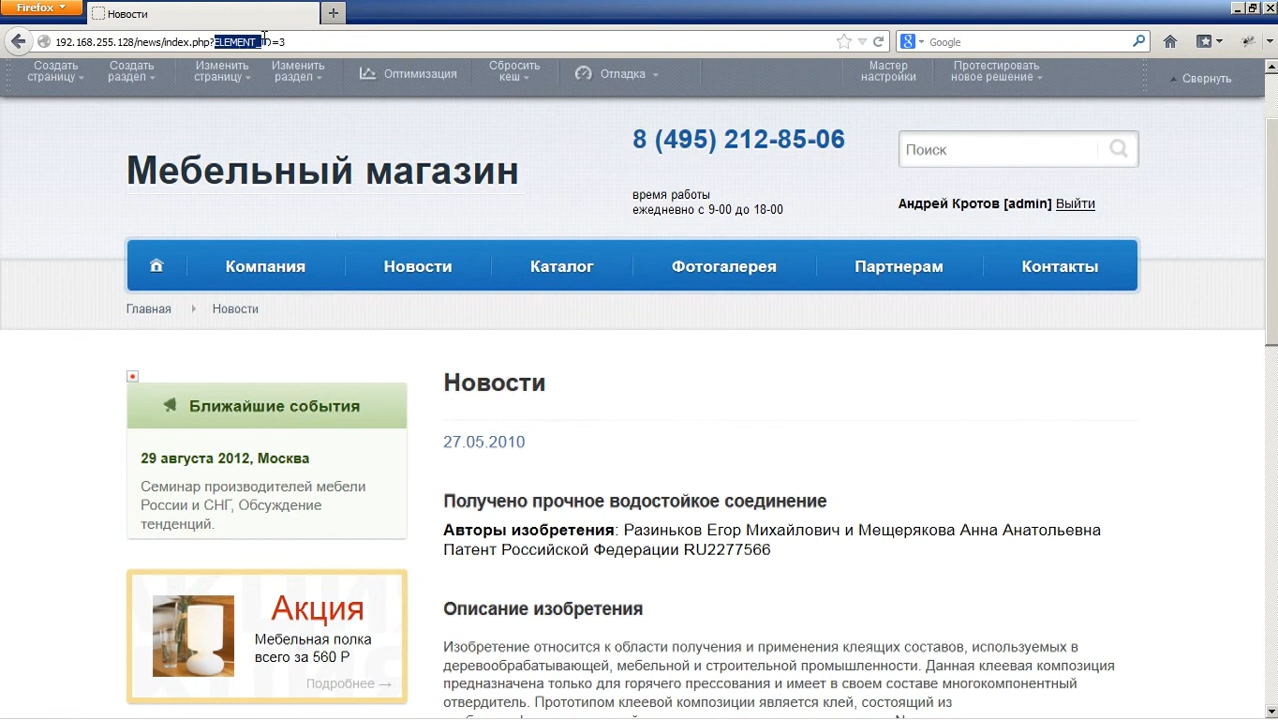 Firefox
Новости
192.168.255.128/news/index.php?ELEMENT_ID=3
Google
Создать страницу
Создать раздел
Изменить страницу
Изменить раздел
Оптимизация
Сбросить кеш
Отладка
Мастер настройки
Протестировать новое решение
Свернуть
Мебельный магазин
8 (495) 212-85-06
время работы
ежедневно с 9-00 до 18-00
Поиск
Андрей Кротов [admin] Выйти
Компания
Новости
Каталог
Фотогалерея
Партнерам
Контакты
Главная
Новости
Ближайшие события
29 августа 2012, Москва
Семинар производителей мебели
России и СНГ, Обсуждение
тенденций.
Акция
Мебельная полка
всего за 560 Р
Подробнее →
Новости
27.05.2010
Получено прочное водостойкое соединение
Авторы изобретения: Разиньков Егор Михайлович и Мещерякова Анна Анатольевна
Патент Российской Федерации RU2277566
Описание изобретения
Изобретение относится к области получения и применения клеящих составов, используемых в
деревообрабатывающей, мебельной и строительной промышленности. Данная клеевая композиция
предназначена только для горячего прессования и имеет в своем составе многокомпонентный
отвердитель. Прототипом клеевой композиции является клей, состоящий из